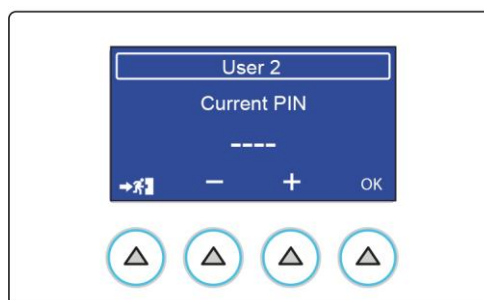 User 2
Current PIN
----
− + OK